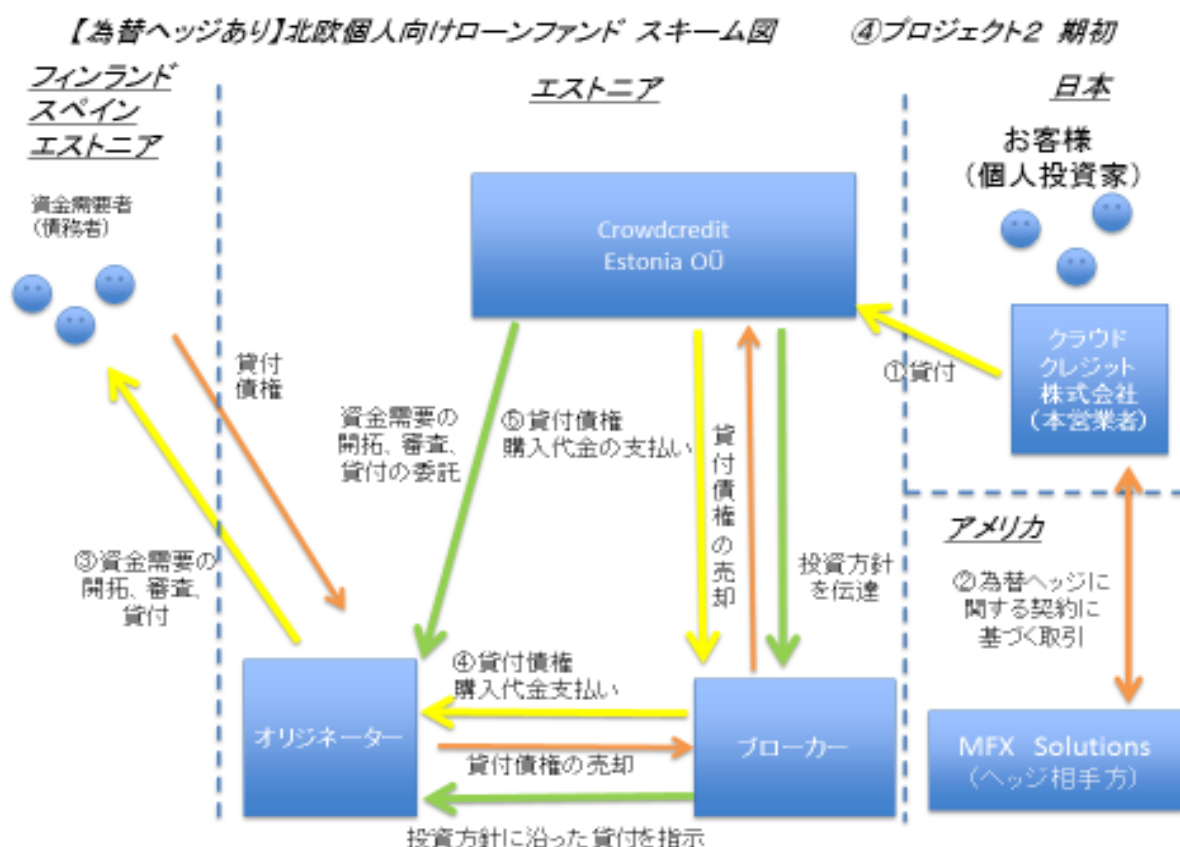 【為替ヘッジあり】北欧個人向けローンファンド スキーム図
④プロジェクト2 期初
フィンランド
スペイン
エストニア
エストニア
日本
お客様
(個人投資家)
資金需要者
(債務者)
Crowdcredit
Estonia OÜ
クラウド
クレジット
株式会社
(本営業者)
①貸付
貸付
債権
資金需要の
開拓、審査、
貸付の委託
⑤貸付債権
購入代金の支払い
貸付債権の売却
投資方針
を伝達
アメリカ
②為替ヘッジに
関する契約に
基づく取引
③資金需要の
開拓、審査、
貸付
④貸付債権
購入代金支払い
オリジネーター
貸付債権の売却
ブローカー
MFX Solutions
(ヘッジ相手方)
投資方針に沿った貸付を指示